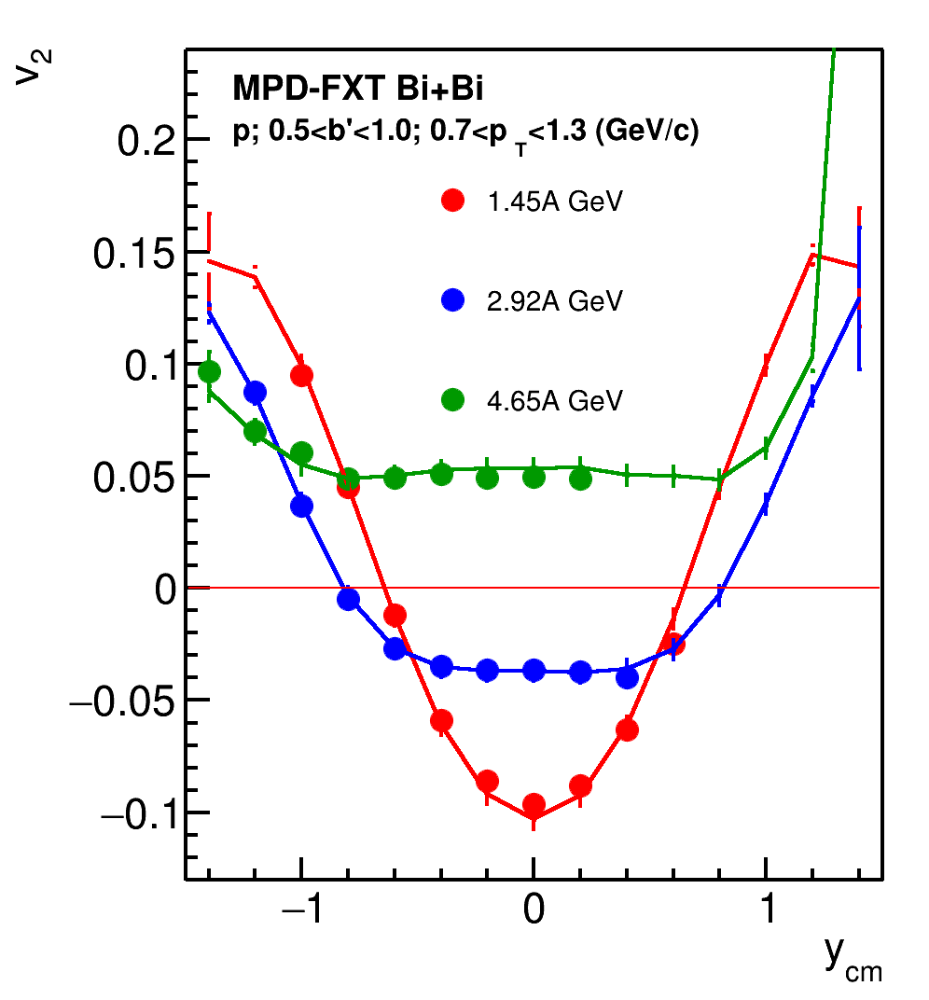 v2
MPD-FXT Bi+Bi
p; 0.5<b'<1.0; 0.7<p T<1.3 (GeV/c)
1.45A GeV
2.92A GeV
4.65A GeV
0.2
0.15
0.1
0.05
0
−0.05
−0.1
−1 0 1
ycm